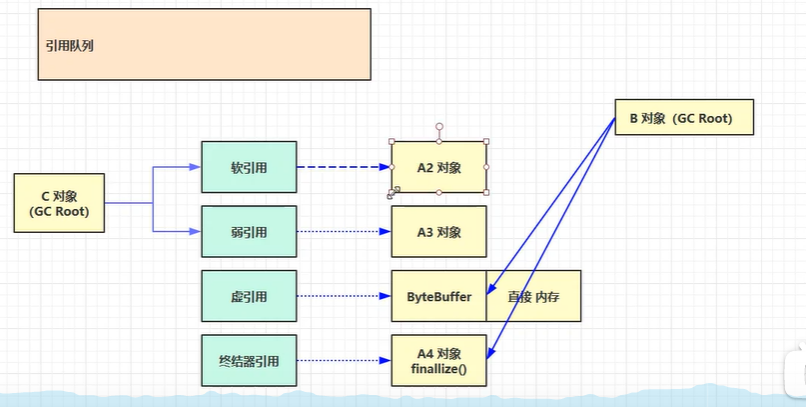 引用队列
B 对象（GC Root）
软引用
A2 对象
C 对象
(GC Root)
弱引用
A3 对象
虚引用
ByteBuffer
直接 内存
终结器引用
A4 对象
finallize()